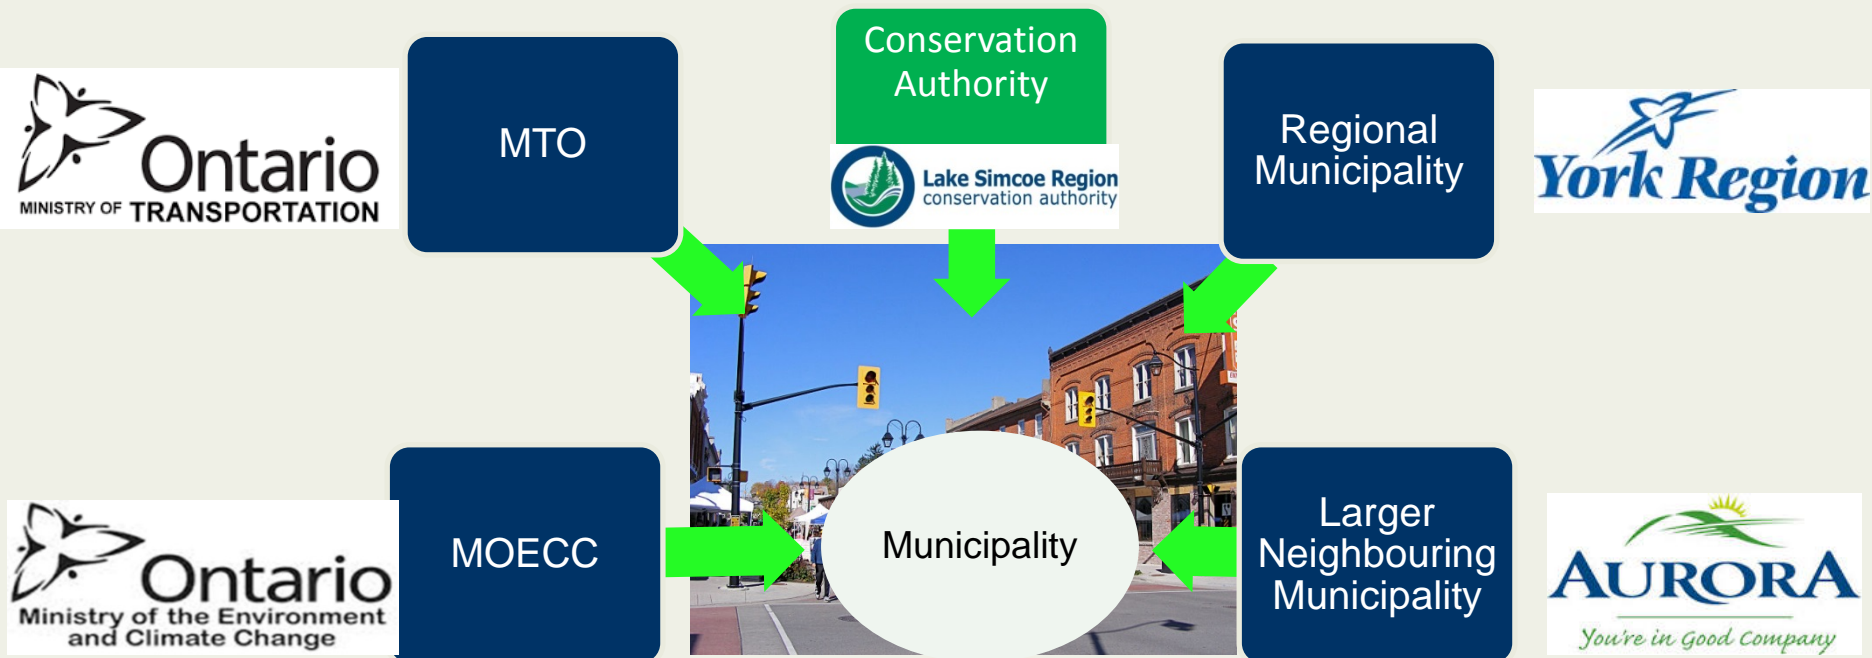 Conservation
Authority
MTO
Regional
Municipality
Ontario
MINISTRY OF TRANSPORTATION
Lake Simcoe Region
conservation authority
York Region
MOECC
Municipality
Larger
Neighbouring
Municipality
Ontario
Ministry of the Environment
and Climate Change
AURORA
You're in Good Company